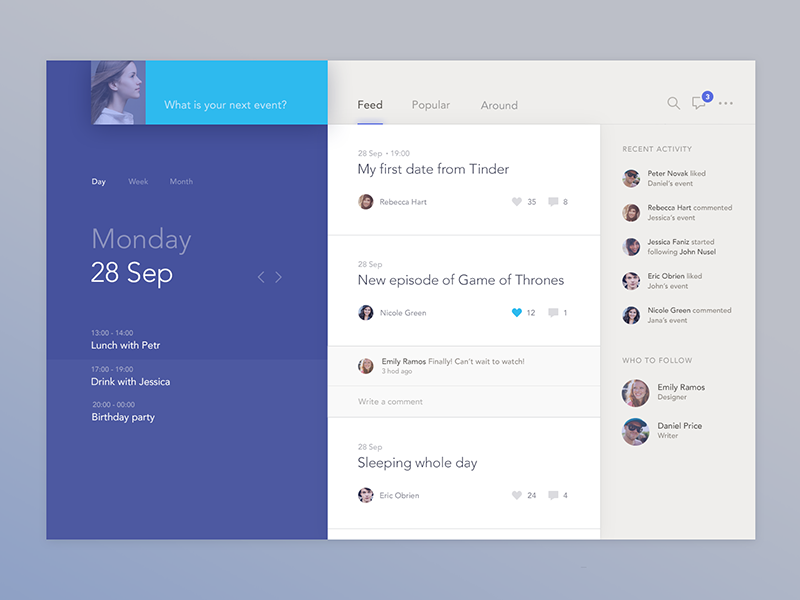 What is your next event?
Day Week Month
Monday
28 Sep
13:00 - 14:00
Lunch with Petr
17:00 - 19:00
Drink with Jessica
20:00 - 00:00
Birthday party
Feed Popular Around
3
28 Sep • 19:00
My first date from Tinder
Rebecca Hart 35 8
28 Sep
New episode of Game of Thrones
Nicole Green 12 1
Emily Ramos Finally! Can't wait to watch!
3 hod ago
Write a comment
28 Sep
Sleeping whole day
Eric Obrien 24 4
RECENT ACTIVITY
Peter Novak liked
Daniel's event
Rebecca Hart commented
Jessica's event
Jessica Faniz started
following John Nusel
Eric Obrien liked
John's event
Nicole Green commented
Jana's event
WHO TO FOLLOW
Emily Ramos
Designer
Daniel Price
Writer